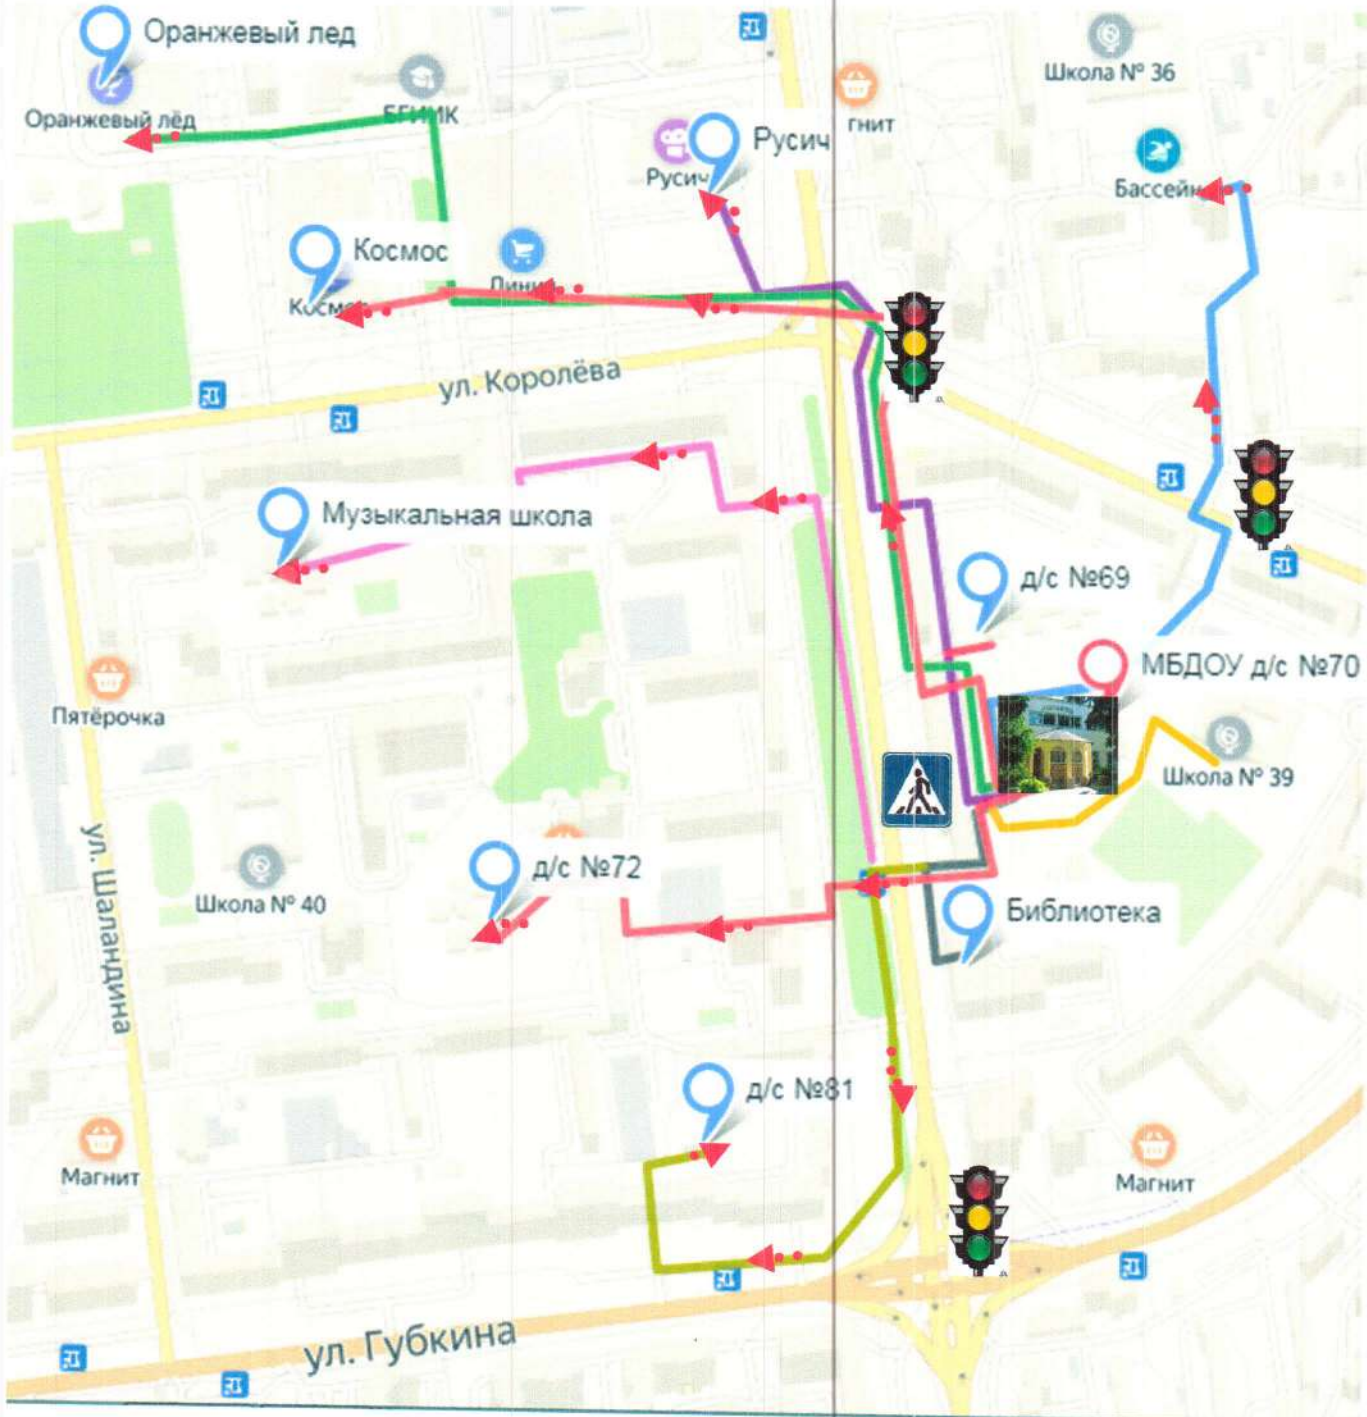 Оранжевый лед
Оранжевый лёд
БГИИК
Русич
Русич
гнит
Школа № 36
Бассейн
Космос
Космос
Линия
ул. Королёва
Музыкальная школа
д/с №69
МБДОУ д/с №70
Пятёрочка
Школа № 39
ул. Шаландина
д/с №72
Школа № 40
Библиотека
д/с №81
Магнит
Магнит
ул. Губкина